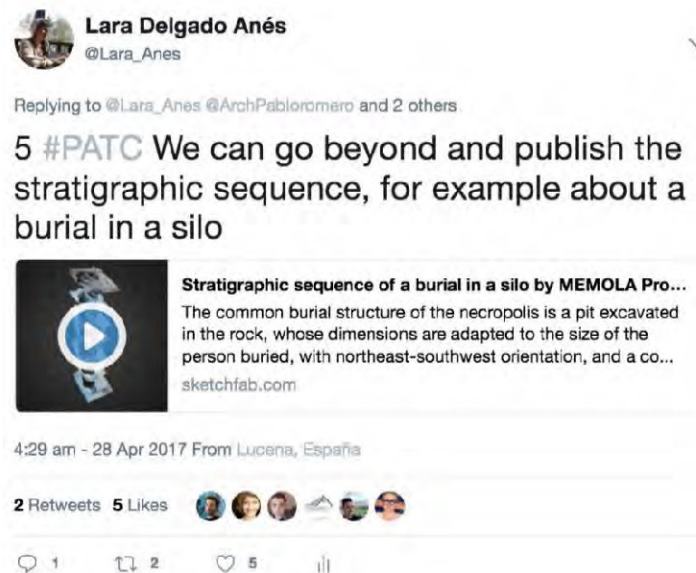 Lara Delgado Anés
@Lara_Anes
Replying to @Lara_Anes @ArchPabloromero and 2 others
5 #PATC We can go beyond and publish the
stratigraphic sequence, for example about a
burial in a silo
Stratigraphic sequence of a burial in a silo by MEMOLA Pro...
The common burial structure of the necropolis is a pit excavated
in the rock, whose dimensions are adapted to the size of the
person buried, with northeast-southwest orientation, and a co...
sketchfab.com
4:29 am - 28 Apr 2017 From Lucena, España
2 Retweets 5 Likes
1 2 5